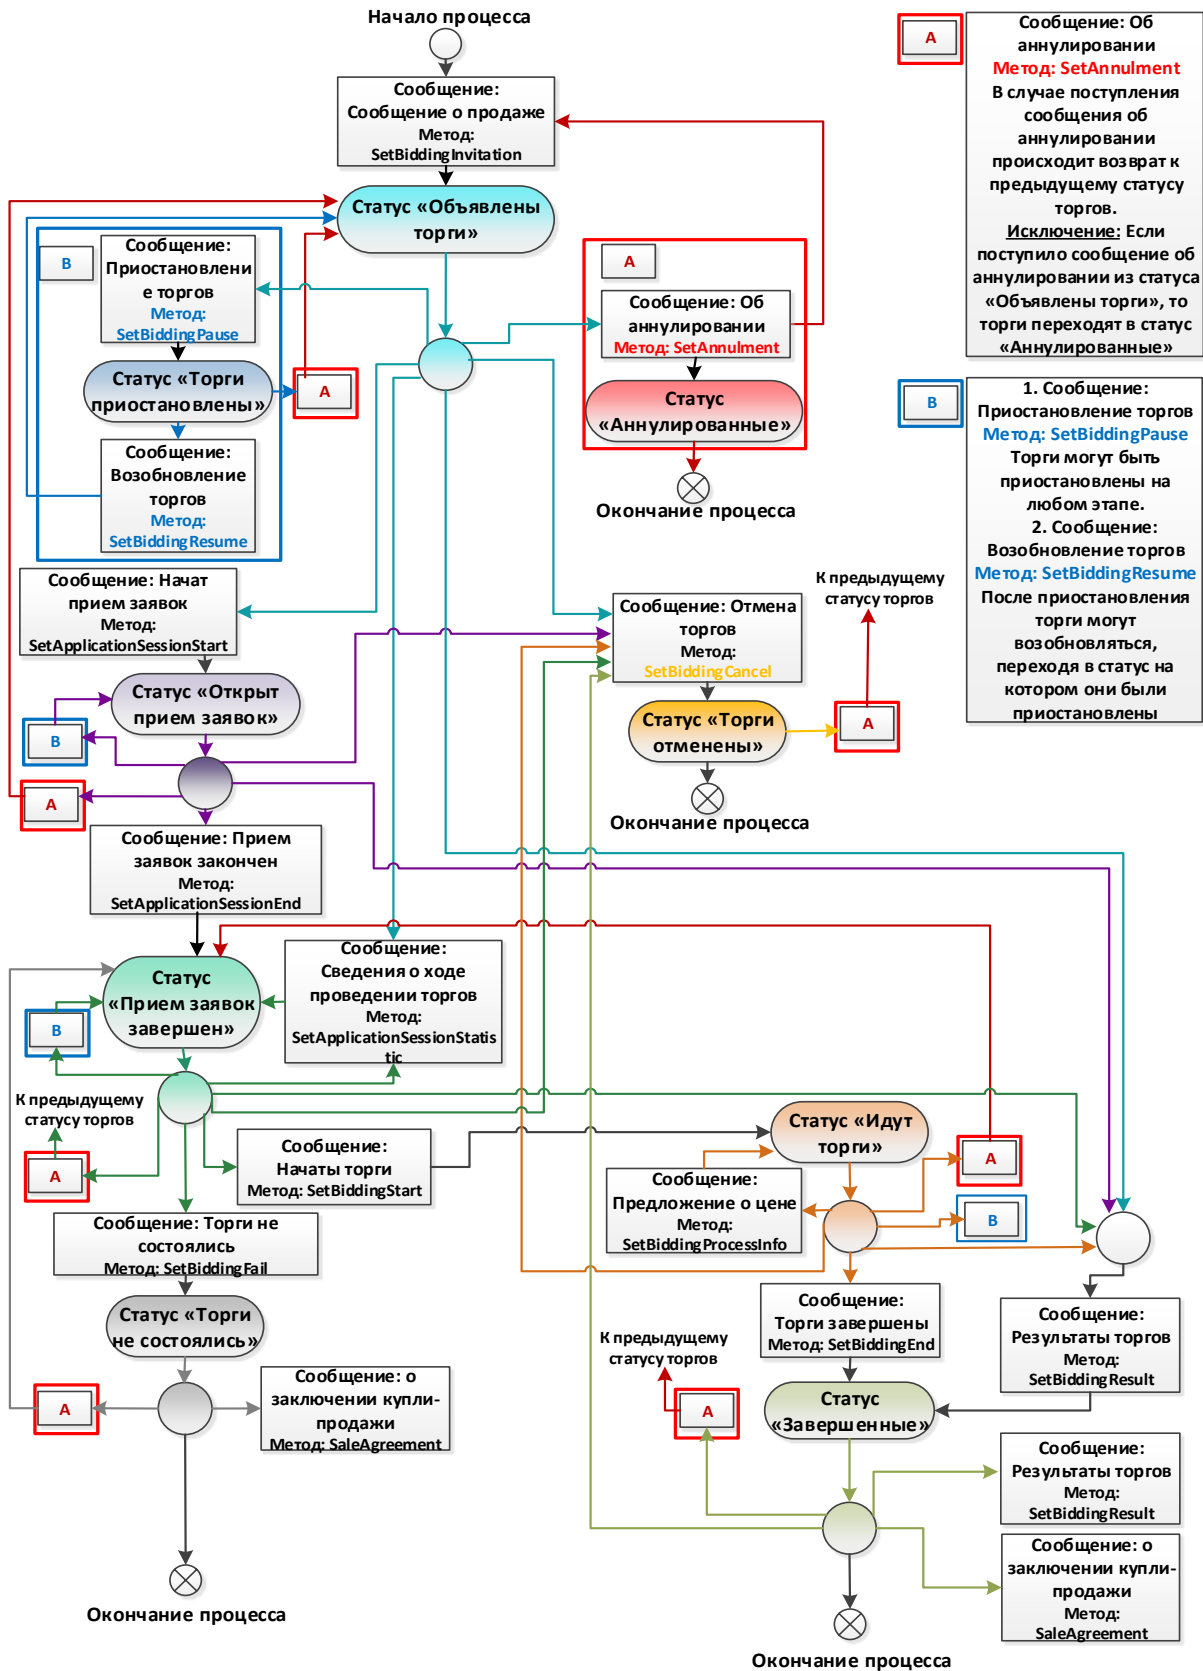 Начало процесса
Сообщение:
Сообщение о продаже
Метод:
SetBiddingInvitation
Статус «Объявлены
торги»
В
Сообщение:
Приостановлени
е торгов
Метод:
SetBiddingPause
Статус «Торги
приостановлены»
А
Сообщение:
Возобновление
торгов
Метод:
SetBiddingResume
А
Сообщение: Об
аннулировании
Метод: SetAnnulment
Статус
«Аннулированные»
Окончание процесса
А
Сообщение: Об
аннулировании
Метод: SetAnnulment
В случае поступления
сообщения об
аннулировании
происходит возврат к
предыдущему статусу
торгов.
Исключение: Если
поступило сообщение об
аннулировании из статуса
«Объявлены торги», то
торги переходят в статус
«Аннулированные»
В
1. Сообщение:
Приостановление торгов
Метод: SetBiddingPause
Торги могут быть
приостановлены на
любом этапе.
2. Сообщение:
Возобновление торгов
Метод: SetBiddingResume
После приостановления
торги могут
возобновляться,
переходя в статус на
котором они были
приостановлены
Сообщение: Начат
прием заявок
Метод:
SetApplicationSessionStart
Статус «Открыт
прием заявок»
В
А
Сообщение: Отмена
торгов
Метод:
SetBiddingCancel
Статус «Торги
отменены»
К предыдущему
статусу торгов
А
Окончание процесса
Сообщение: Прием
заявок закончен
Метод:
SetApplicationSessionEnd
Статус
«Прием заявок
завершен»
В
Сообщение:
Сведения о ходе
проведении торгов
Метод:
SetApplicationSessionStatis
tic
К предыдущему
статусу торгов
А
Сообщение:
Начаты торги
Метод: SetBiddingStart
Статус «Идут
торги»
А
Сообщение:
Предложение о цене
Метод:
SetBiddingProcessInfo
В
Сообщение: Торги не
состоялись
Метод: SetBiddingFail
Статус «Торги
не состоялись»
А
Сообщение: о
заключении купли-
продажи
Метод: SaleAgreement
Окончание процесса
Сообщение:
Торги завершены
Метод: SetBiddingEnd
Сообщение:
Результаты торгов
Метод:
SetBiddingResult
К предыдущему
статусу торгов
А
Статус
«Завершенные»
Сообщение:
Результаты торгов
Метод:
SetBiddingResult
Сообщение: о
заключении купли-
продажи
Метод:
SaleAgreement
Окончание процесса